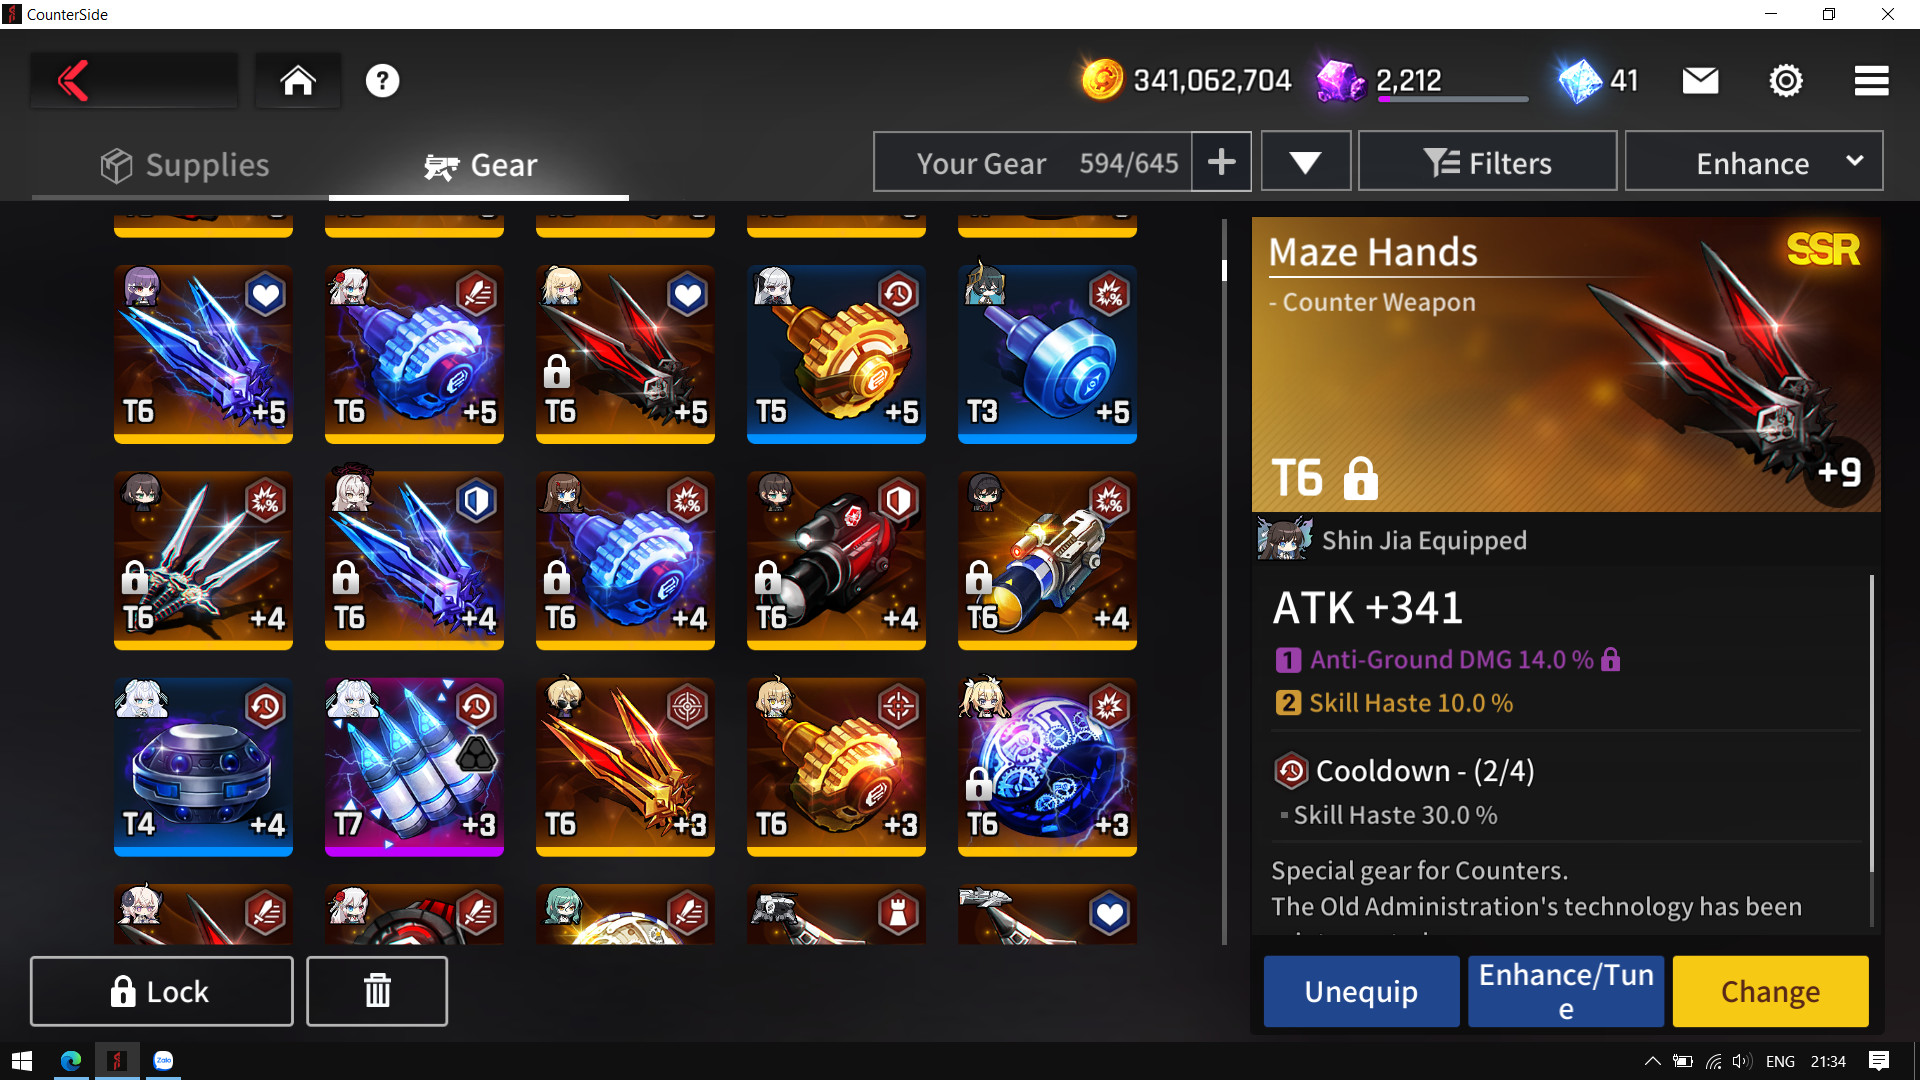 CounterSide
341,062,704
2,212
41
Supplies
Gear
Your Gear 594/645
Filters
Enhance
T6 +5
T6 +5
T6 +5
T5 +5
T3 +5
T6 +4
T6 +4
T6 +4
T6 +4
T6 +4
T4 +4
T7 +3
T6 +3
T6 +3
T6 +3
Lock
Maze Hands
SSR
- Counter Weapon
T6
+9
Shin Jia Equipped
ATK +341
1 Anti-Ground DMG 14.0 %
2 Skill Haste 10.0 %
Cooldown - (2/4)
Skill Haste 30.0 %
Special gear for Counters.
The Old Administration's technology has been
Unequip
Enhance/Tun
e
Change
Zalo
ENG
21:34